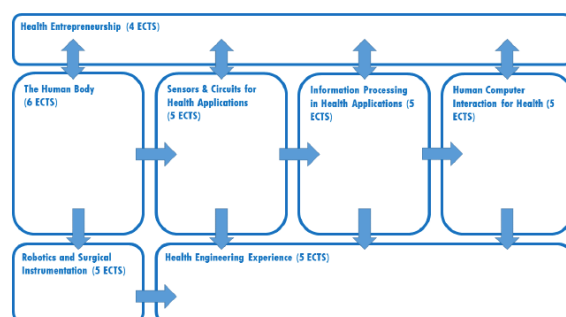 Health Entrepreneurship (4 ECTS)
The Human Body
(6 ECTS)
Sensors & Circuits for
Health Applications
(5 ECTS)
Information Processing
in Health Applications (5
ECTS)
Human Computer
Interaction for Health (5
ECTS)
Robotics and Surgical
Instrumentation (5 ECTS)
Health Engineering Experience (5 ECTS)